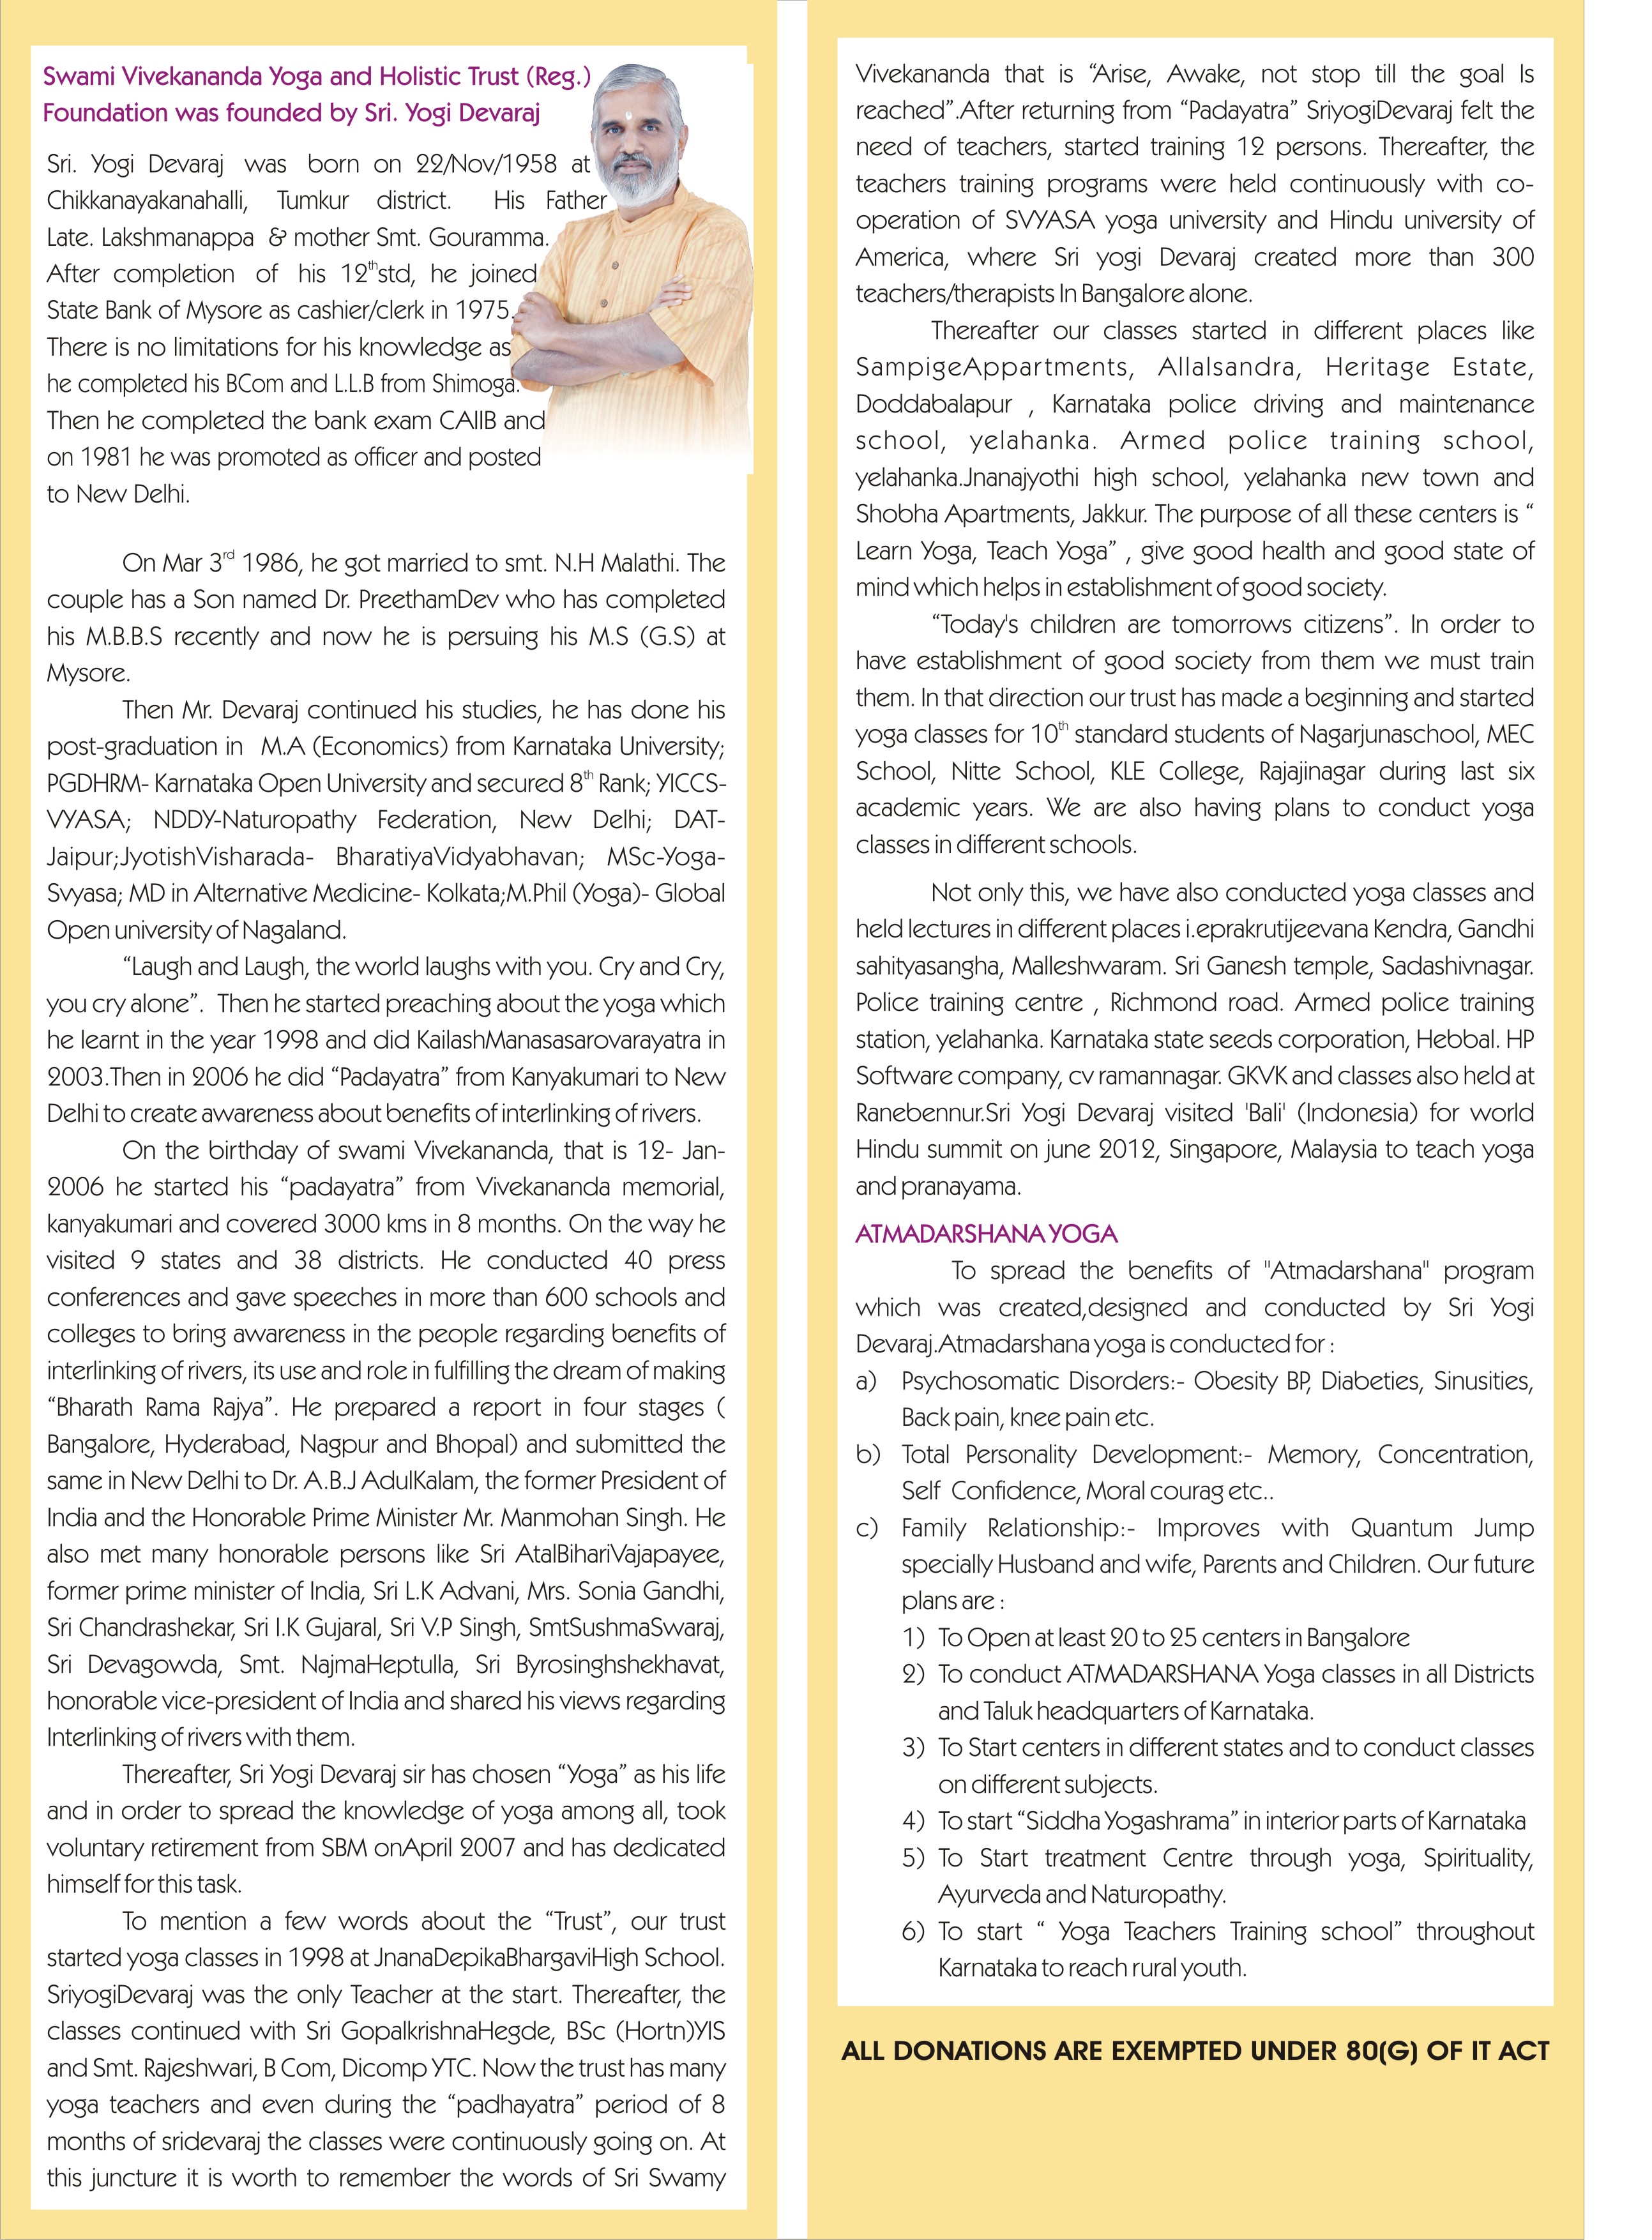 Swami Vivekananda Yoga and Holistic Trust (Reg.)
Foundation was founded by Sri. Yogi Devaraj
Sri. Yogi Devaraj was born on 22/Nov/1958 at
Chikkanayakanahalli, Tumkur district. His Father
Late. Lakshmanappa & mother Smt. Gouramma.
After completion of his 12thstd, he joined
State Bank of Mysore as cashier/clerk in 1975.
There is no limitations for his knowledge as
he completed his BCom and L.L.B from Shimoga.
Then he completed the bank exam CAIIB and
on 1981 he was promoted as officer and posted
to New Delhi.
On Mar 3rd 1986, he got married to smt. N.H Malathi. The
couple has a Son named Dr. PreethamDev who has completed
his M.B.B.S recently and now he is persuing his M.S (G.S) at
Mysore.
Then Mr. Devaraj continued his studies, he has done his
post-graduation in M.A (Economics) from Karnataka University;
PGDHRM- Karnataka Open University and secured 8th Rank; YICCS-
VYASA; NDDY-Naturopathy Federation, New Delhi; DAT-
Jaipur;JyotishVisharada- BharatiyaVidyabhavan; MSc-Yoga-
Svyasa; MD in Alternative Medicine- Kolkata;M.Phil (Yoga)- Global
Open university of Nagaland.
“Laugh and Laugh, the world laughs with you. Cry and Cry,
you cry alone”. Then he started preaching about the yoga which
he learnt in the year 1998 and did KailashManasasarovarayatra in
2003.Then in 2006 he did “Padayatra” from Kanyakumari to New
Delhi to create awareness about benefits of interlinking of rivers.
On the birthday of swami Vivekananda, that is 12- Jan-
2006 he started his “padayatra” from Vivekananda memorial,
kanyakumari and covered 3000 kms in 8 months. On the way he
visited 9 states and 38 districts. He conducted 40 press
conferences and gave speeches in more than 600 schools and
colleges to bring awareness in the people regarding benefits of
interlinking of rivers, its use and role in fulfilling the dream of making
“Bharath Rama Rajya”. He prepared a report in four stages (
Bangalore, Hyderabad, Nagpur and Bhopal) and submitted the
same in New Delhi to Dr. A.B.J AdulKalam, the former President of
India and the Honorable Prime Minister Mr. Manmohan Singh. He
also met many honorable persons like Sri AtalBihariVajapayee,
former prime minister of India, Sri L.K Advani, Mrs. Sonia Gandhi,
Sri Chandrashekar, Sri I.K Gujaral, Sri V.P Singh, SmtSushmaSwaraj,
Sri Devagowda, Smt. NajmaHeptulla, Sri Byrosinghshekhavat,
honorable vice-president of India and shared his views regarding
Interlinking of rivers with them.
Thereafter, Sri Yogi Devaraj sir has chosen “Yoga” as his life
and in order to spread the knowledge of yoga among all, took
voluntary retirement from SBM onApril 2007 and has dedicated
himself for this task.
To mention a few words about the “Trust”, our trust
started yoga classes in 1998 at JnanaDepikaBhargaviHigh School.
SriyogiDevaraj was the only Teacher at the start. Thereafter, the
classes continued with Sri GopalkrishnaHegde, BSc (Hortn)YIS
and Smt. Rajeshwari, B Com, Dicomp YTC. Now the trust has many
yoga teachers and even during the “padhayatra” period of 8
months of sridevaraj the classes were continuously going on. At
this juncture it is worth to remember the words of Sri Swamy
Vivekananda that is “Arise, Awake, not stop till the goal Is
reached”.After returning from “Padayatra” SriyogiDevaraj felt the
need of teachers, started training 12 persons. Thereafter, the
teachers training programs were held continuously with co-
operation of SVYASA yoga university and Hindu university of
America, where Sri yogi Devaraj created more than 300
teachers/therapists In Bangalore alone.
Thereafter our classes started in different places like
SampigeAppartments, Allalsandra, Heritage Estate,
Doddabalapur , Karnataka police driving and maintenance
school, yelahanka. Armed police training school,
yelahanka.Jnanajyothi high school, yelahanka new town and
Shobha Apartments, Jakkur. The purpose of all these centers is “
Learn Yoga, Teach Yoga” , give good health and good state of
mind which helps in establishment of good society.
“Today's children are tomorrows citizens”. In order to
have establishment of good society from them we must train
them. In that direction our trust has made a beginning and started
yoga classes for 10th standard students of Nagarjunaschool, MEC
School, Nitte School, KLE College, Rajajinagar during last six
academic years. We are also having plans to conduct yoga
classes in different schools.
Not only this, we have also conducted yoga classes and
held lectures in different places i.eprakrutijeevana Kendra, Gandhi
sahityasangha, Malleshwaram. Sri Ganesh temple, Sadashivnagar.
Police training centre , Richmond road. Armed police training
station, yelahanka. Karnataka state seeds corporation, Hebbal. HP
Software company, cv ramannagar. GKVK and classes also held at
Ranebennur.Sri Yogi Devaraj visited 'Bali' (Indonesia) for world
Hindu summit on june 2012, Singapore, Malaysia to teach yoga
and pranayama.
ATMADARSHANA YOGA
To spread the benefits of "Atmadarshana" program
which was created,designed and conducted by Sri Yogi
Devaraj.Atmadarshana yoga is conducted for :
a) Psychosomatic Disorders:- Obesity BP, Diabeties, Sinusities,
Back pain, knee pain etc.
b) Total Personality Development:- Memory, Concentration,
Self Confidence, Moral courag etc..
c) Family Relationship:- Improves with Quantum Jump
specially Husband and wife, Parents and Children. Our future
plans are :
1) To Open at least 20 to 25 centers in Bangalore
2) To conduct ATMADARSHANA Yoga classes in all Districts
and Taluk headquarters of Karnataka.
3) To Start centers in different states and to conduct classes
on different subjects.
4) To start “Siddha Yogashrama” in interior parts of Karnataka
5) To Start treatment Centre through yoga, Spirituality,
Ayurveda and Naturopathy.
6) To start “ Yoga Teachers Training school” throughout
Karnataka to reach rural youth.
ALL DONATIONS ARE EXEMPTED UNDER 80(G) OF IT ACT